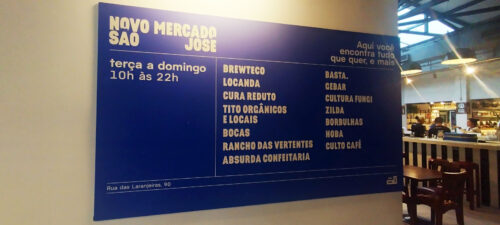 NOVO MERCADO
SÃO JOSÉ
terça a domingo
10h às 22h
Aqui você
encontra tudo
que quer, e mais
BREWTECO
LOCANDA
CURA REDUTO
TITO ORGÂNICOS
E LOCAIS
BOCAS
RANCHO DAS VERTENTES
ABSURDA CONFEITARIA
BASTA.
CEBAR
CULTURA FUNGI
ZILDA
BORBULHAS
NOBA
CULTO CAFÉ
Rua das Laranjeiras, 90